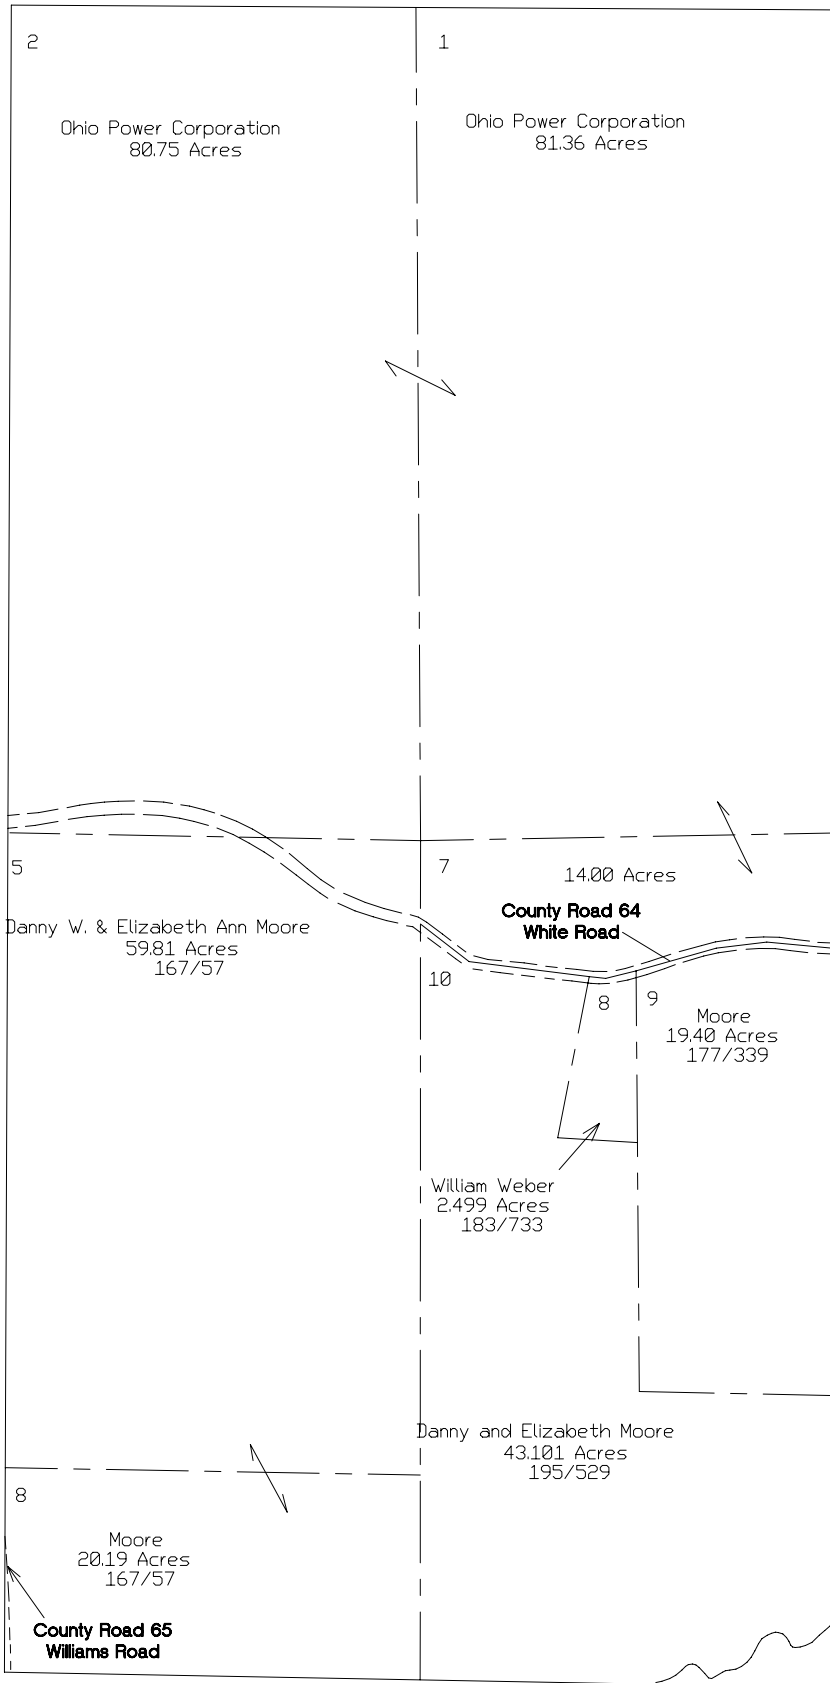 2
1
Ohio Power Corporation
80.75 Acres
Ohio Power Corporation
81.36 Acres
5
7
14.00 Acres
County Road 64
White Road
Danny W. & Elizabeth Ann Moore
59.81 Acres
167/57
10
8
9
Moore
19.40 Acres
177/339
William Weber
2.499 Acres
183/733
Danny and Elizabeth Moore
43.101 Acres
195/529
8
Moore
20.19 Acres
167/57
County Road 65
Williams Road